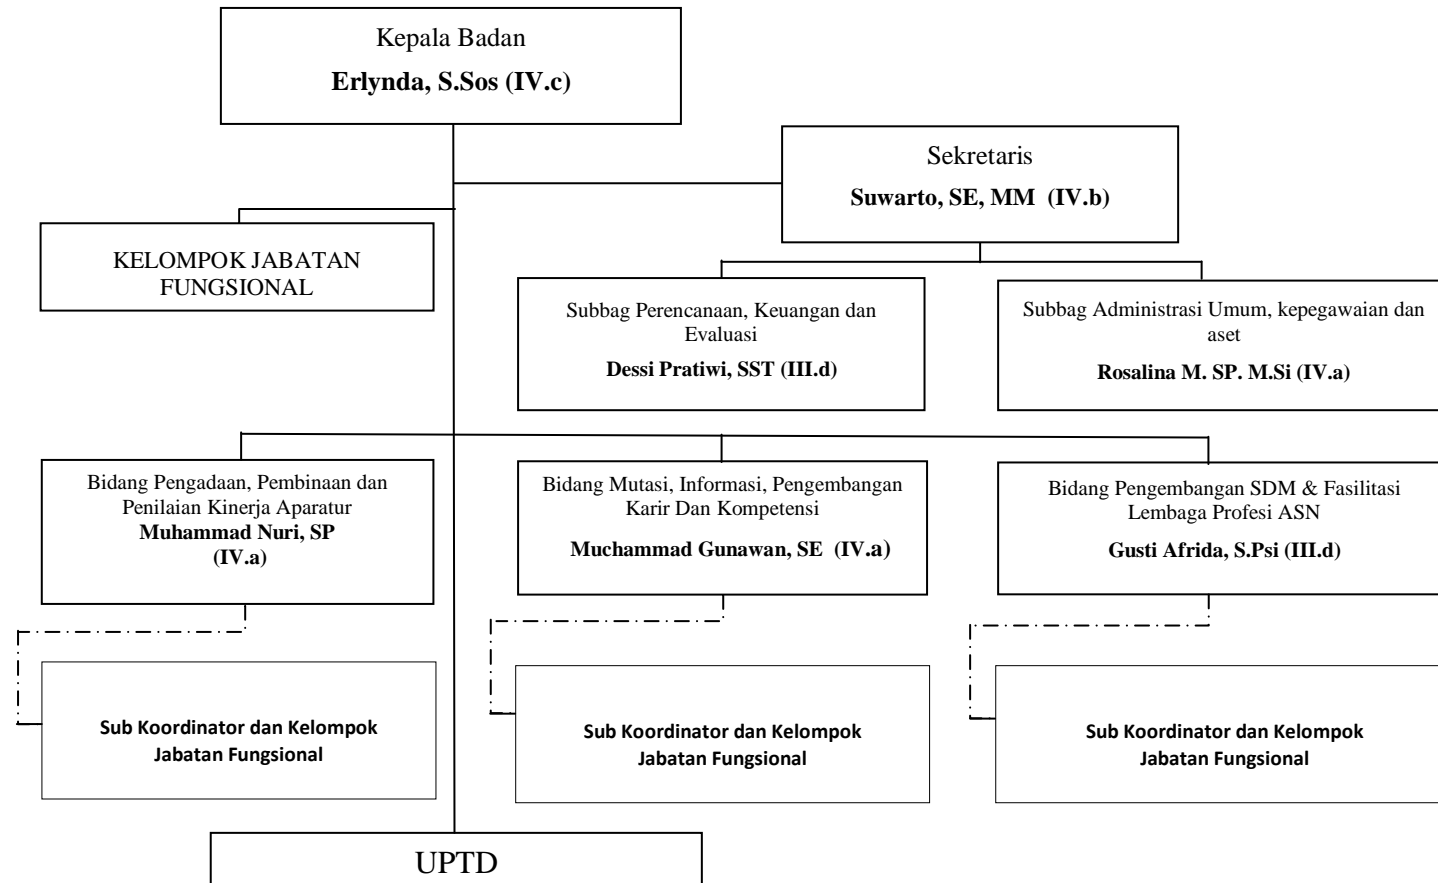 Kepala Badan
Erlynda, S.Sos (IV.c)
Sekretaris
Suwarto, SE, MM  (IV.b)
KELOMPOK JABATAN
FUNGSIONAL
Subbag Perencanaan, Keuangan dan
Evaluasi
Dessi Pratiwi, SST (III.d)
Subbag Administrasi Umum, kepegawaian dan
aset
Rosalina M. SP. M.Si (IV.a)
Bidang Pengadaan, Pembinaan dan
Penilaian Kinerja Aparatur
Muhammad Nuri, SP
(IV.a)
Bidang Mutasi, Informasi, Pengembangan
Karir Dan Kompetensi
Muchammad Gunawan, SE  (IV.a)
Bidang Pengembangan SDM & Fasilitasi
Lembaga Profesi ASN
Gusti Afrida, S.Psi (III.d)
Sub Koordinator dan Kelompok
Jabatan Fungsional
Sub Koordinator dan Kelompok
Jabatan Fungsional
Sub Koordinator dan Kelompok
Jabatan Fungsional
UPTD